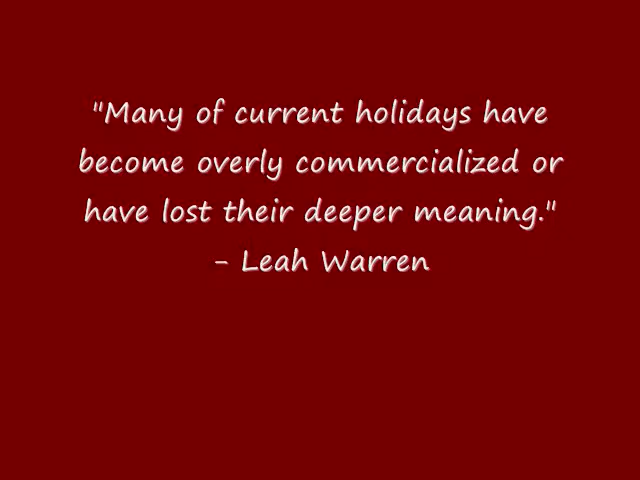 "Many of current holidays have
become overly commercialized or
have lost their deeper meaning."
- Leah Warren